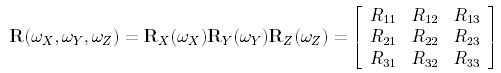 R(ω_X, ω_Y, ω_Z) = R_X(ω_X)R_Y(ω_Y)R_Z(ω_Z) = [ R_11 R_12 R_13
R_21 R_22 R_23
R_31 R_32 R_33 ]